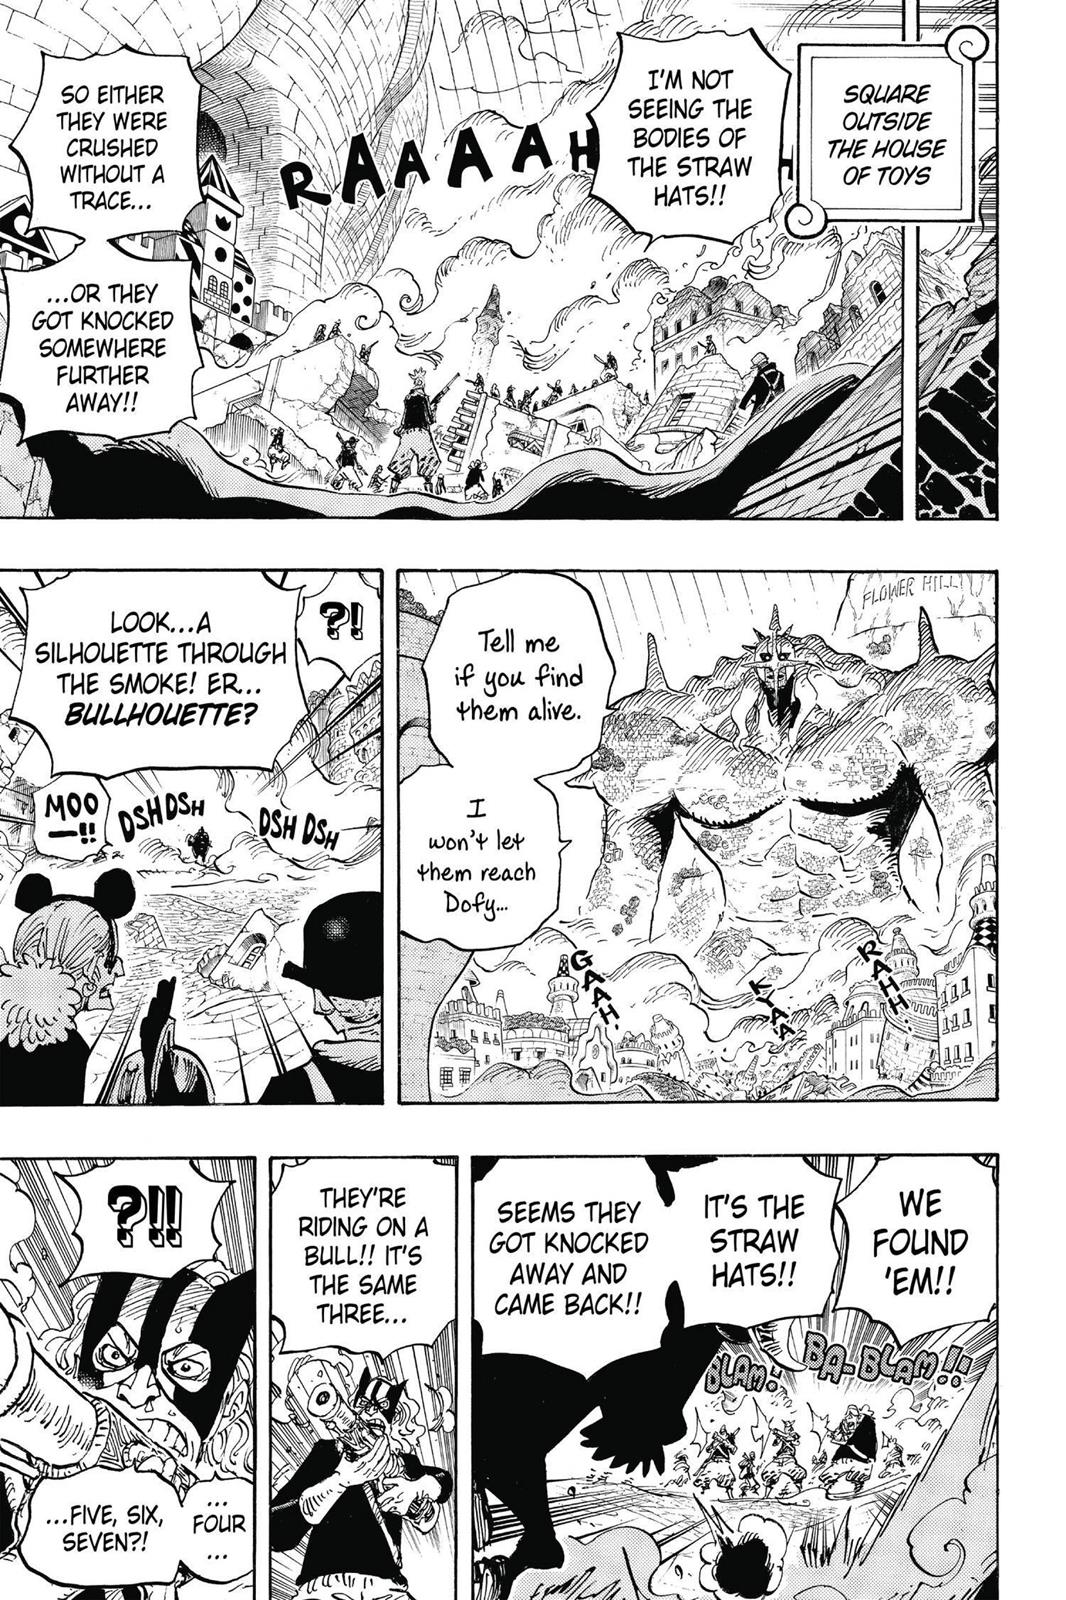 SQUARE
OUTSIDE
THE HOUSE
OF TOYS
I'M NOT
SEEING THE
BODIES OF
THE STRAW
HATS!!
RAAAAAH
SO EITHER
THEY WERE
CRUSHED
WITHOUT A
TRACE...
...OR THEY
GOT KNOCKED
SOMEWHERE
FURTHER
AWAY!!
FLOWER HILL
Tell me
if you find
them alive.
I
won't let
them reach
Dofy...
RAHH...
KYAA
GAAH!
?!
LOOK...A
SILHOUETTE THROUGH
THE SMOKE! ER...
BULLHOUETTE?
MOO
—!!
DSH DSH
DSH DSH
WE
FOUND
'EM!!
IT'S THE
STRAW
HATS!!
SEEMS THEY
GOT KNOCKED
AWAY AND
CAME BACK!!
BA-BLAM!!
BLAM!
THEY'RE
RIDING ON A
BULL!! IT'S
THE SAME
THREE...
?!!
...
FOUR
...
...FIVE, SIX,
SEVEN?!